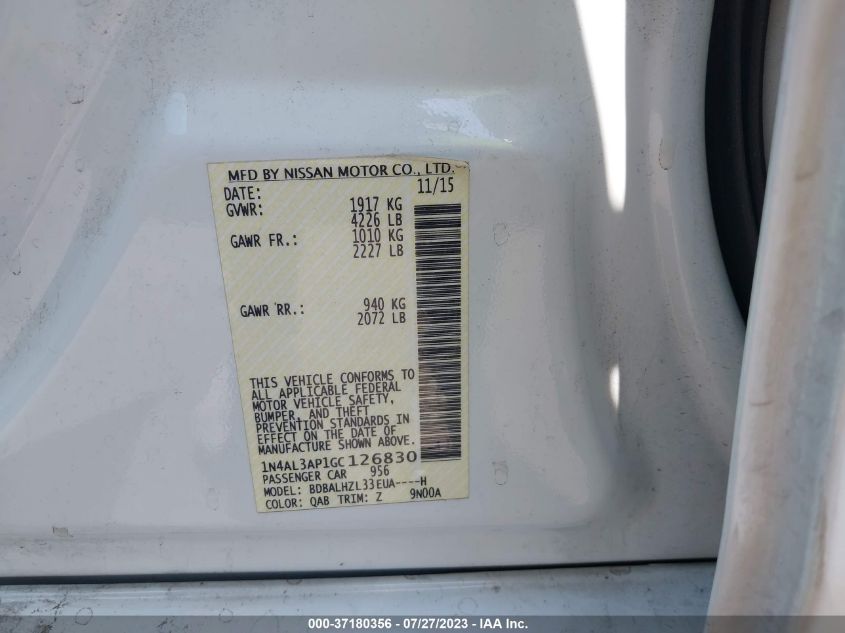 MFD BY NISSAN MOTOR CO., LTD.
DATE: 11/15
GVWR: 1917 KG
4226 LB
GAWR FR.: 1010 KG
2227 LB
GAWR RR.: 940 KG
2072 LB
THIS VEHICLE CONFORMS TO
ALL APPLICABLE FEDERAL
MOTOR VEHICLE SAFETY,
BUMPER, AND THEFT
PREVENTION STANDARDS IN
EFFECT ON THE DATE OF
MANUFACTURE SHOWN ABOVE.
1N4AL3AP1GC126830
PASSENGER CAR 956
MODEL: BDBALHZL33EUA----H
COLOR: QAB TRIM: Z 9N00A
000-37180356 - 07/27/2023 - IAA, Inc.